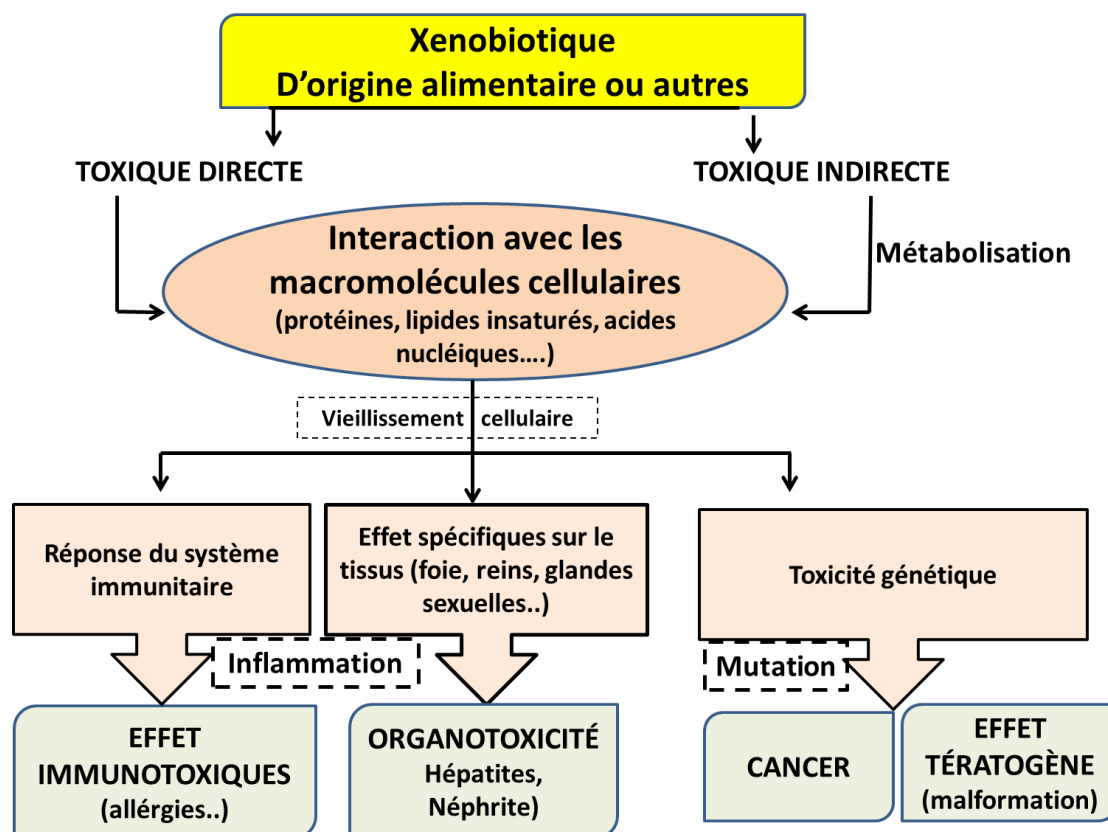 Xenobiotique
D'origine alimentaire ou autres
TOXIQUE DIRECTE
TOXIQUE INDIRECTE
Interaction avec les
macromolécules cellulaires
(protéines, lipides insaturés, acides
nucléiques....)
Métabolisation
Vieillissement cellulaire
Réponse du système
immunitaire
Effet spécifiques sur le
tissus (foie, reins, glandes
sexuelles..)
Toxicité génétique
Inflammation
Mutation
EFFET
IMMUNOTOXIQUES
(allérgies..)
ORGANOTOXICITÉ
Hépatites,
Néphrite)
CANCER
EFFET
TÉRATOGÈNE
(malformation)